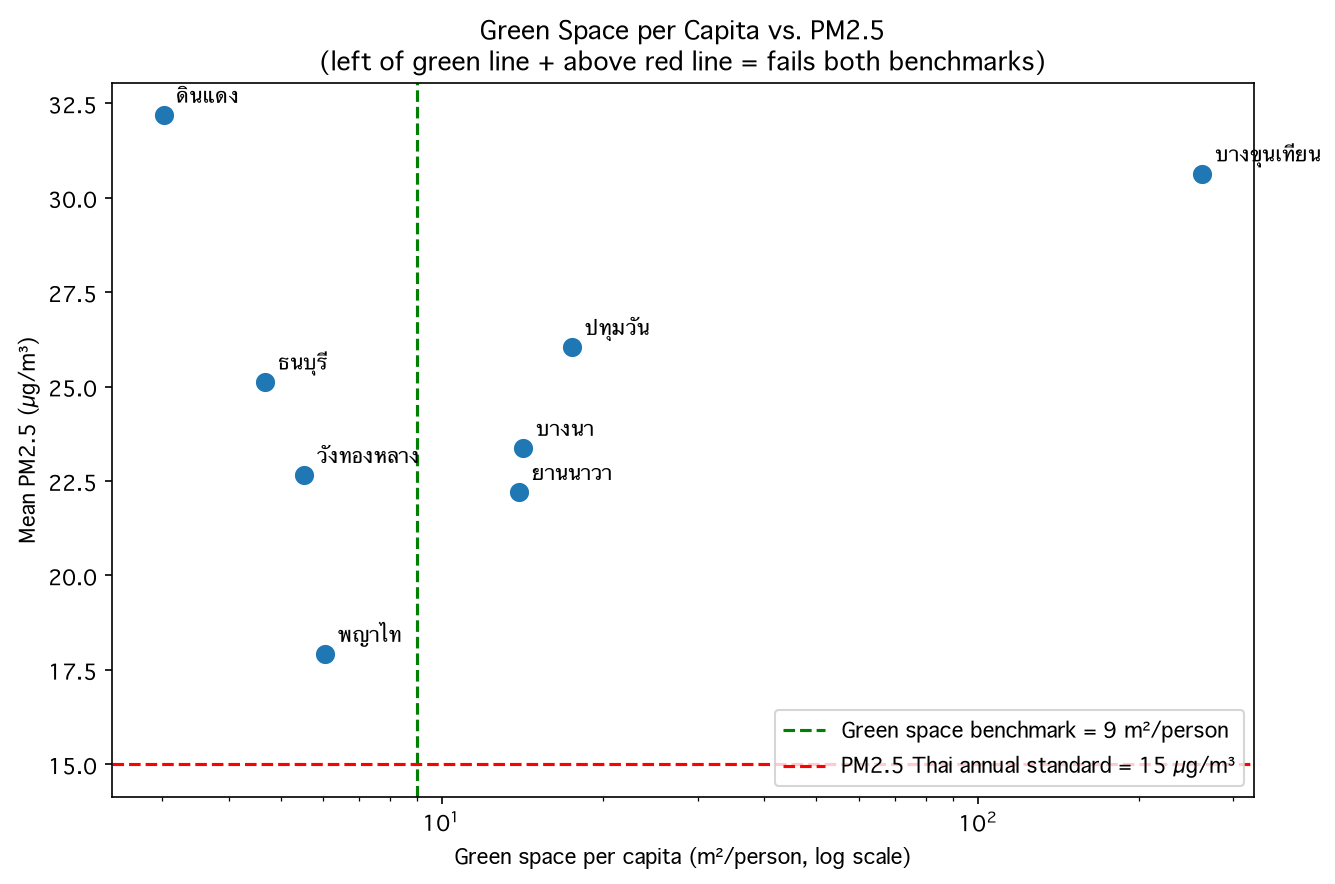 Green Space per Capita vs. PM2.5
(left of green line + above red line = fails both benchmarks)
32.5
ดินแดง
บางขุนเทียน
30.0
27.5
ปทุมวัน
ธนบุรี
25.0
บางนา
วังทองหลาง
ยานนาวา
22.5
20.0
พญาไท
17.5
Green space benchmark = 9 m²/person
15.0
PM2.5 Thai annual standard = 15 µg/m³
10¹
10²
Mean PM2.5 (µg/m³)
Green space per capita (m²/person, log scale)